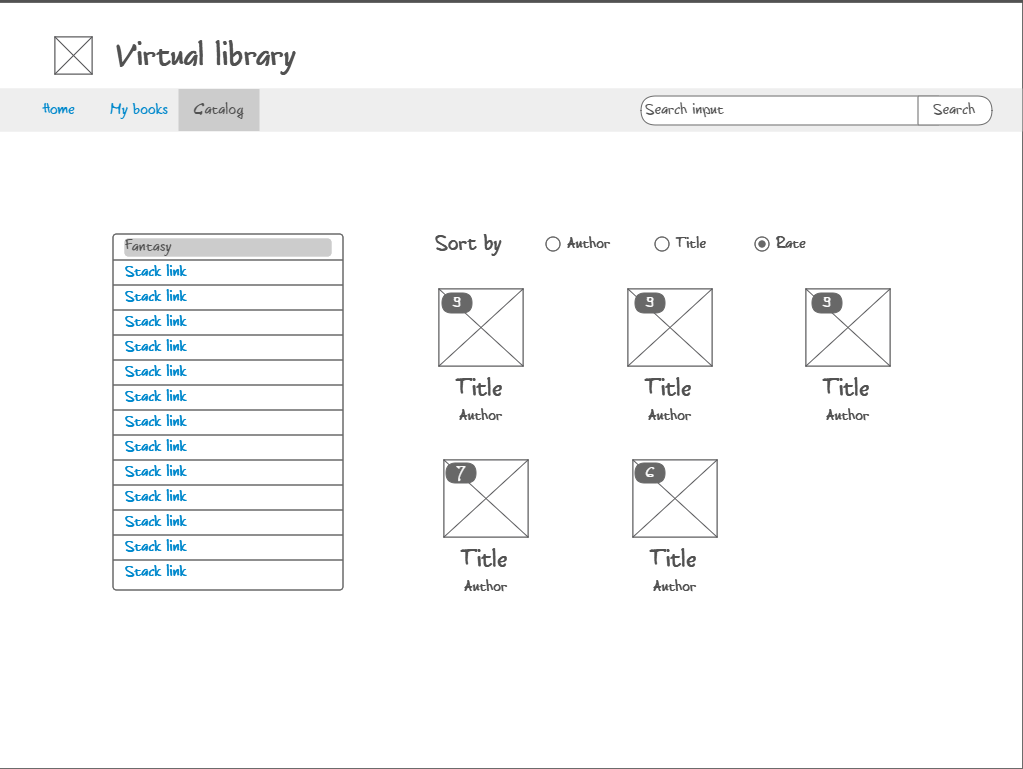 Virtual library
Home My books Catalog Search input Search
Fantasy
Stack link
Stack link
Stack link
Stack link
Stack link
Stack link
Stack link
Stack link
Stack link
Stack link
Stack link
Stack link
Stack link
Sort by Author Title Rate
9 9 9
Title Title Title
Author Author Author
7 6
Title Title
Author Author